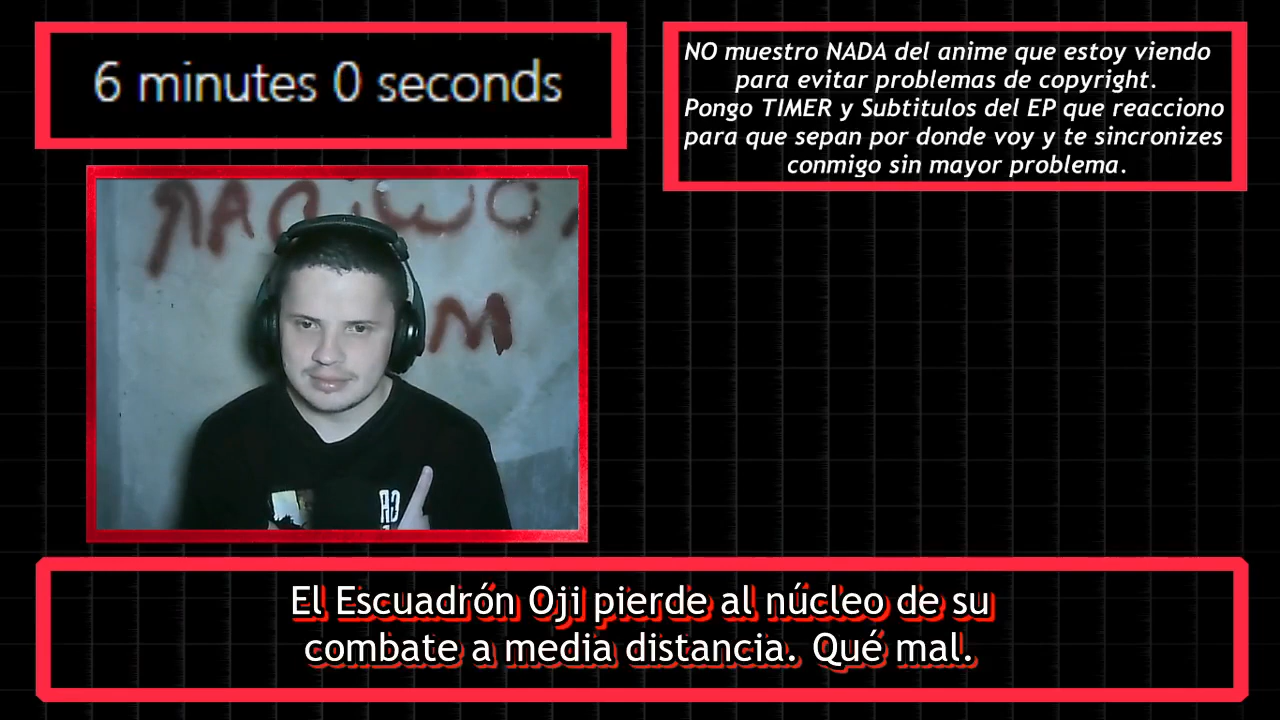 6 minutes 0 seconds
NO muestro NADA del anime que estoy viendo
para evitar problemas de copyright.
Pongo TIMER y Subtitulos del EP que reacciono
para que sepan por donde voy y te sincronizes
conmigo sin mayor problema.
El Escuadrón Oji pierde al núcleo de su
combate a media distancia. Qué mal.